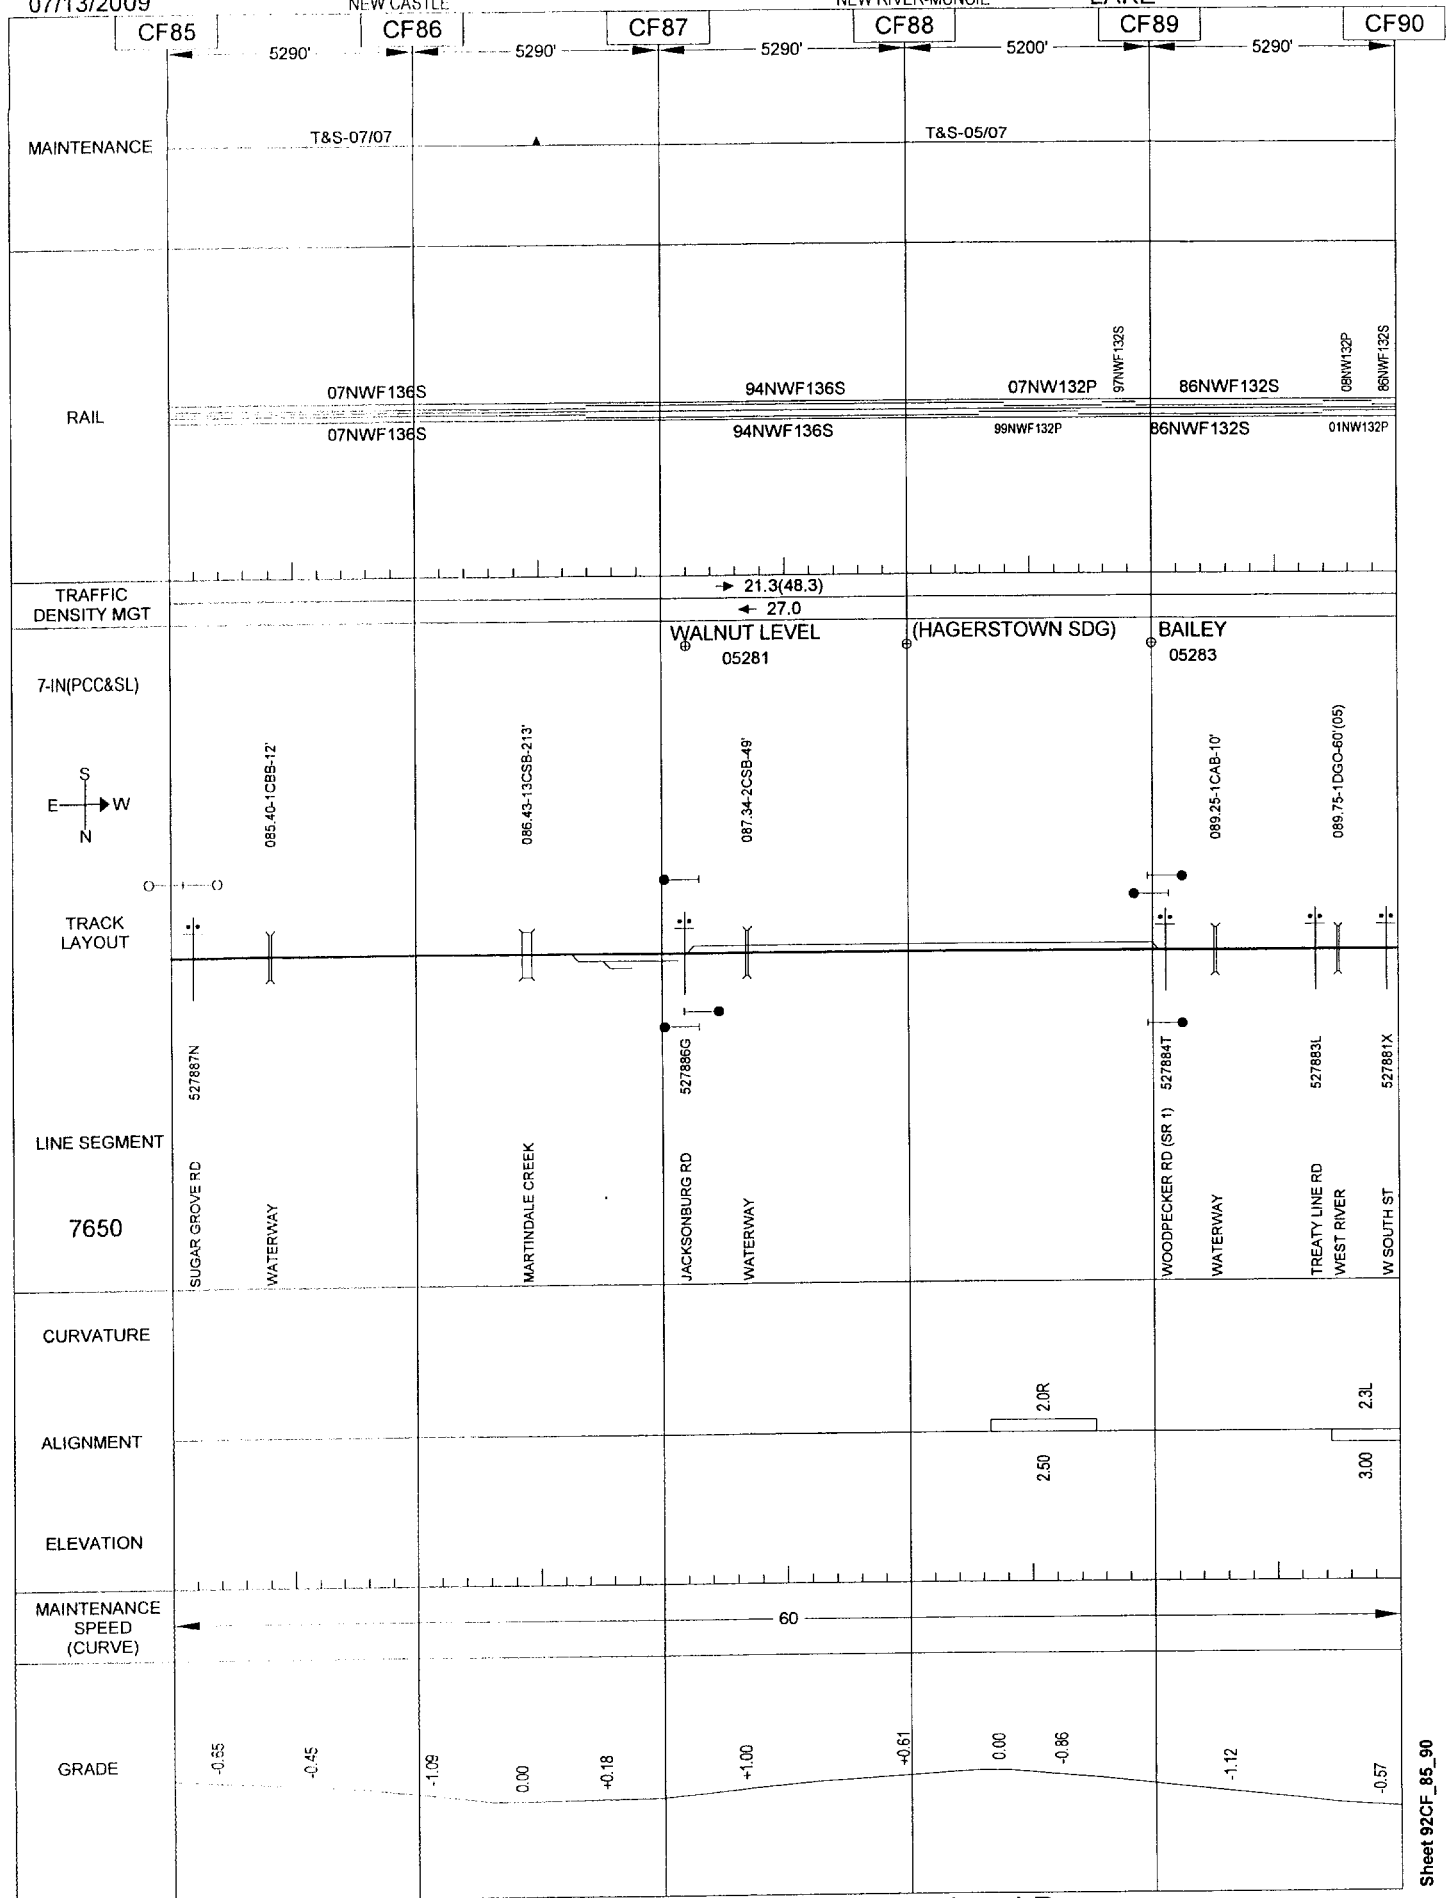 07/13/2009 NEW CASTLE NEW RIVER-MUNCIE LAKE
CF85 CF86 CF87 CF88 CF89 CF90
5290' 5290' 5290' 5200' 5290'
MAINTENANCE
T&S-07/07 T&S-05/07
RAIL
97NWF132S 08NW132P 86NWF132S
07NWF136S 94NWF136S 07NW132P 86NWF132S
07NWF136S 94NWF136S 99NWF132P 86NWF132S 01NW132P
TRAFFIC
DENSITY MGT
21.3(48.3)
27.0
WALNUT LEVEL (HAGERSTOWN SDG) BAILEY
05281 05283
7-IN(PCC&SL)
S
E W
N
085.40-1CBB-12'
086.43-13CSB-213'
087.34-2CSB-49'
089.25-1CAB-10'
089.75-1DGO-60'(05)
TRACK
LAYOUT
LINE SEGMENT
7650
SUGAR GROVE RD 527887N
WATERWAY
MARTINDALE CREEK
JACKSONBURG RD 527886G
WATERWAY
WOODPECKER RD (SR 1) 527884T
WATERWAY
TREATY LINE RD 527883L
WEST RIVER
W SOUTH ST 527881X
CURVATURE
2.0R 2.3L
ALIGNMENT
2.50 3.00
ELEVATION
MAINTENANCE
SPEED
(CURVE)
60
GRADE
-0.65 -0.45 -1.09 0.00 +0.18 +1.00 +0.61 0.00 -0.86 -1.12 -0.57
Sheet 92CF_85_90